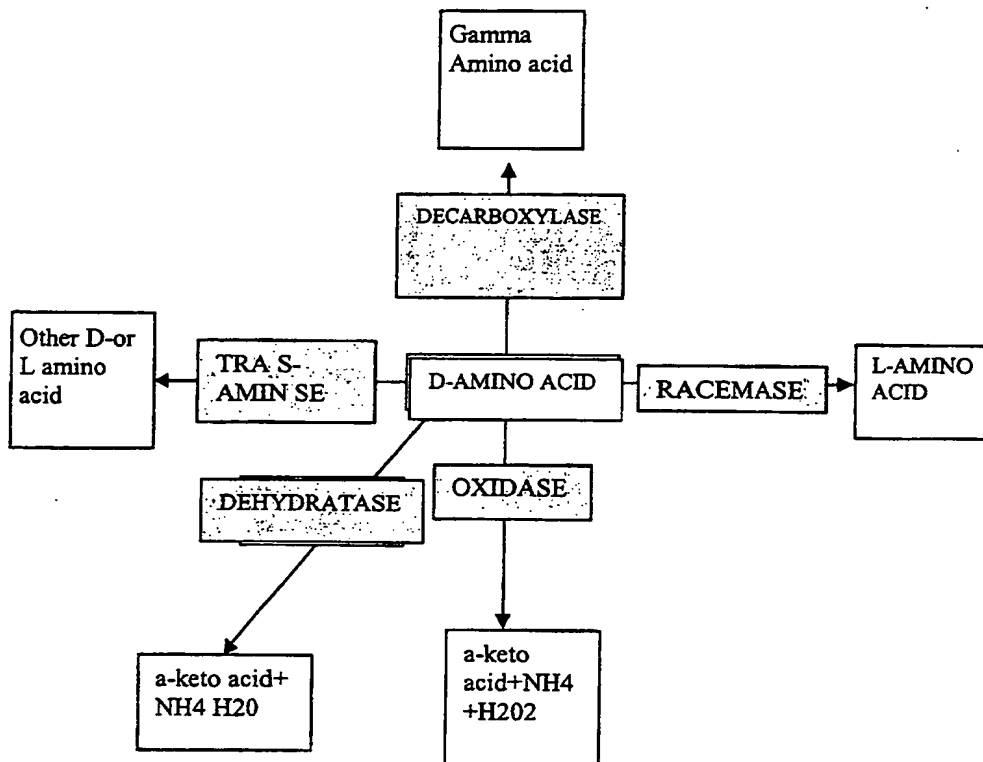 Gamma
Amino acid
DECARBOXYLASE
Other D-or
L amino
acid
TRA S-
AMIN SE
D-AMINO ACID
RACEMASE
L-AMINO
ACID
DEHYDRATASE
OXIDASE
a-keto acid+
NH4 H20
a-keto
acid+NH4
+H202